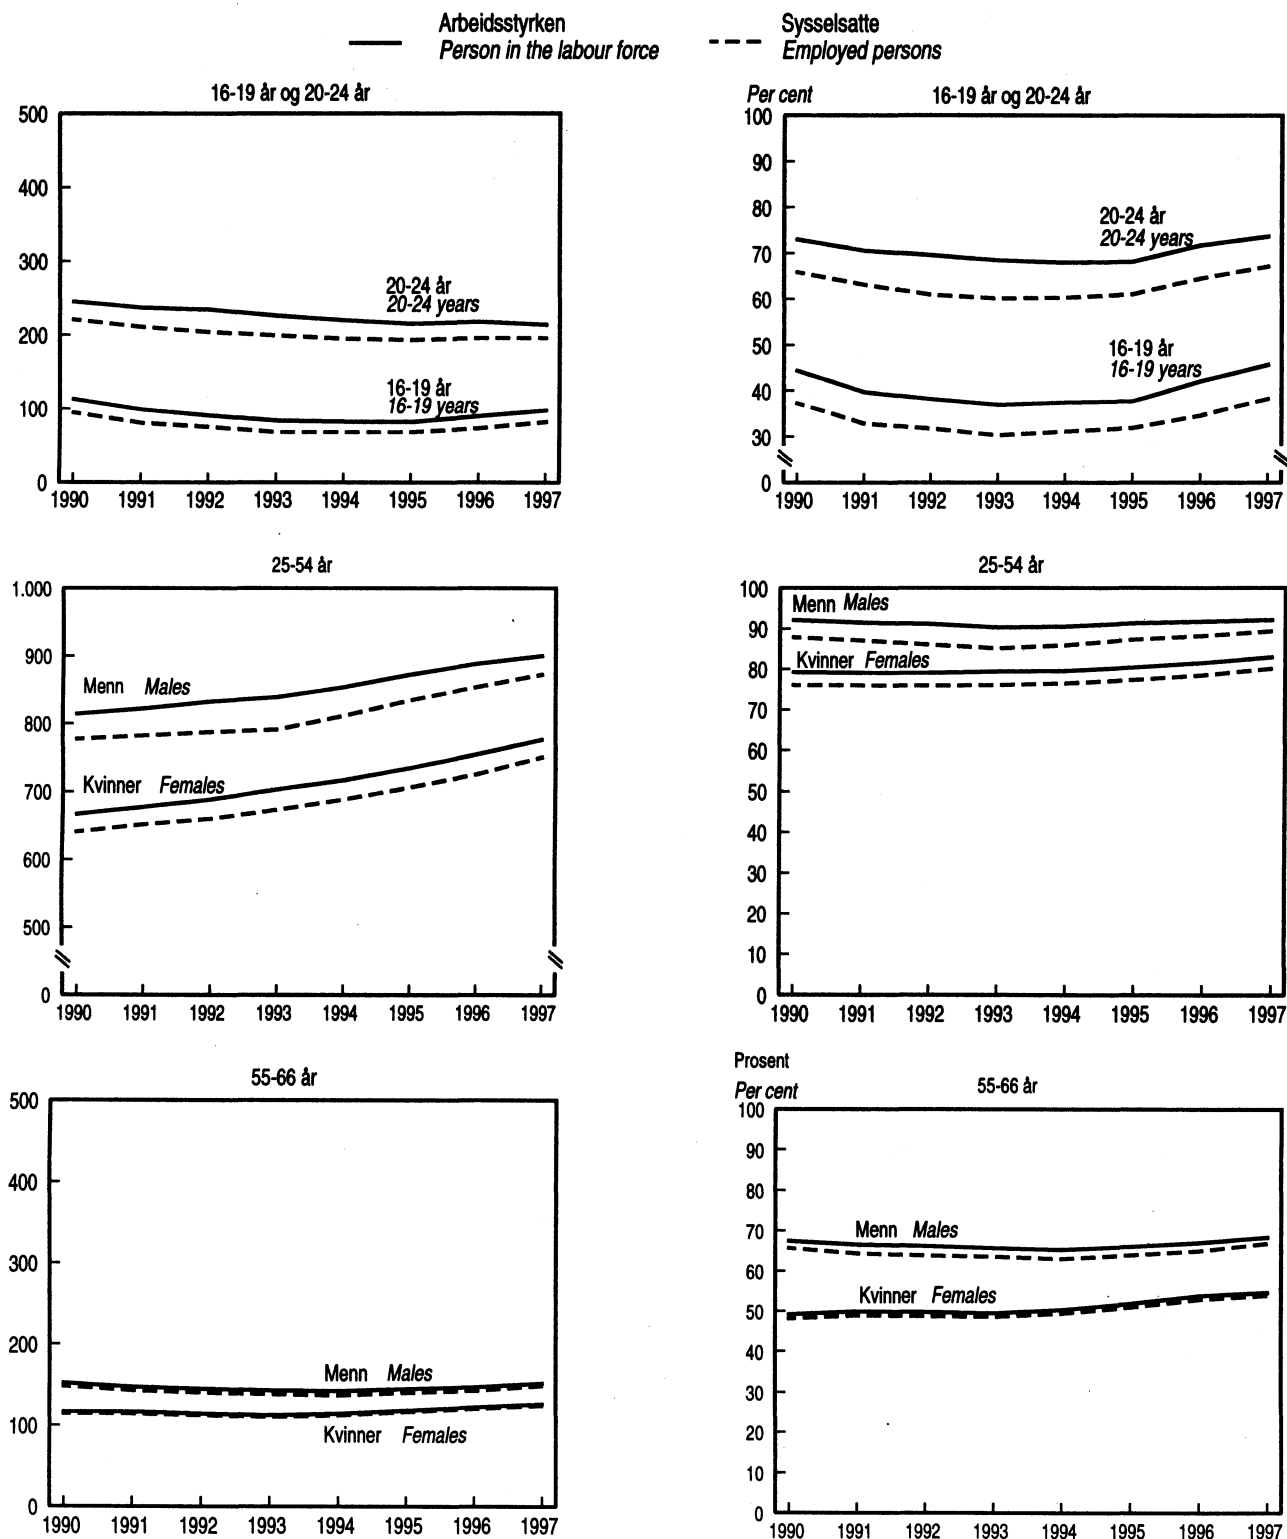 Arbeidsstyrken
Person in the labour force
Sysselsatte
Employed persons
16-19 år og 20-24 år
500
400
300
200
100
0
20-24 år
20-24 years
16-19 år
16-19 years
1990 1991 1992 1993 1994 1995 1996 1997
Per cent
16-19 år og 20-24 år
100
90
80
70
60
50
40
30
0
20-24 år
20-24 years
16-19 år
16-19 years
1990 1991 1992 1993 1994 1995 1996 1997
25-54 år
1.000
900
800
700
600
500
0
Menn Males
Kvinner Females
1990 1991 1992 1993 1994 1995 1996 1997
25-54 år
100
90
80
70
60
50
40
30
20
10
0
Menn Males
Kvinner Females
1990 1991 1992 1993 1994 1995 1996 1997
55-66 år
500
400
300
200
100
0
Menn Males
Kvinner Females
1990 1991 1992 1993 1994 1995 1996 1997
Prosent
Per cent
55-66 år
100
90
80
70
60
50
40
30
20
10
0
Menn Males
Kvinner Females
1990 1991 1992 1993 1994 1995 1996 1997